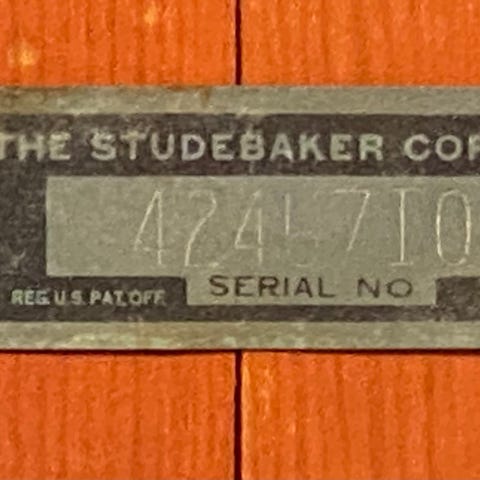 THE STUDEBAKER COR
SERIAL NO
REG. U.S. PAT. OFF.